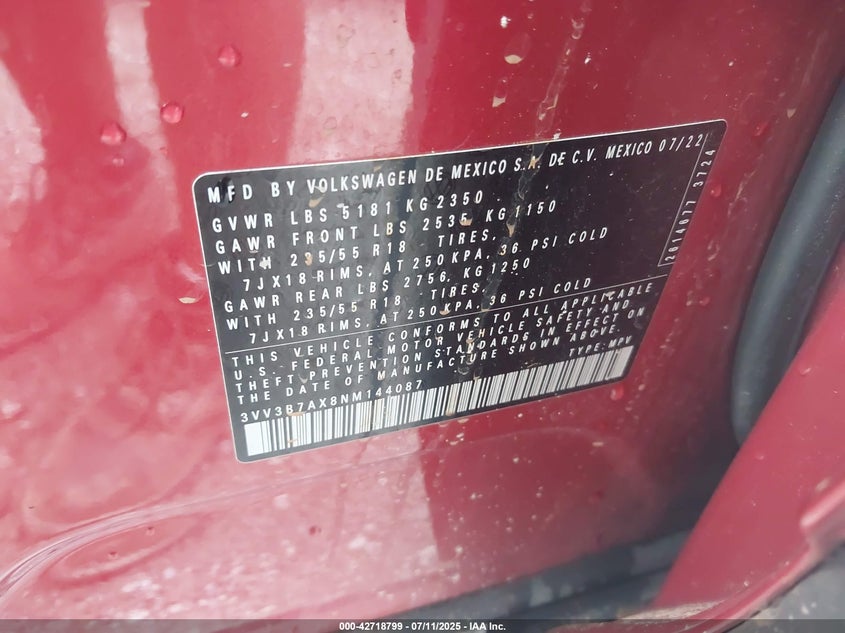 MFD BY VOLKSWAGEN DE MEXICO S.A. DE C.V. MEXICO 07/22
GVWR LBS 5181 KG 2350
GAWR FRONT LBS 2535, KG 1150
WITH 235/55 R18 TIRES,
7JX18 RIMS, AT 250 KPA, 36 PSI COLD
GAWR REAR LBS 2756, KG 1250
WITH 235/55 R18 TIRES,
7JX18 RIMS, AT 250 KPA, 36 PSI COLD
THIS VEHICLE CONFORMS TO ALL APPLICABLE
U.S. FEDERAL MOTOR VEHICLE SAFETY AND
THEFT PREVENTION STANDARDS IN EFFECT ON
THE DATE OF MANUFACTURE SHOWN ABOVE.
3VV3B7AX8NM144087 TYPE: MPV
3724
000-42718799 - 07/11/2025 - IAA Inc.